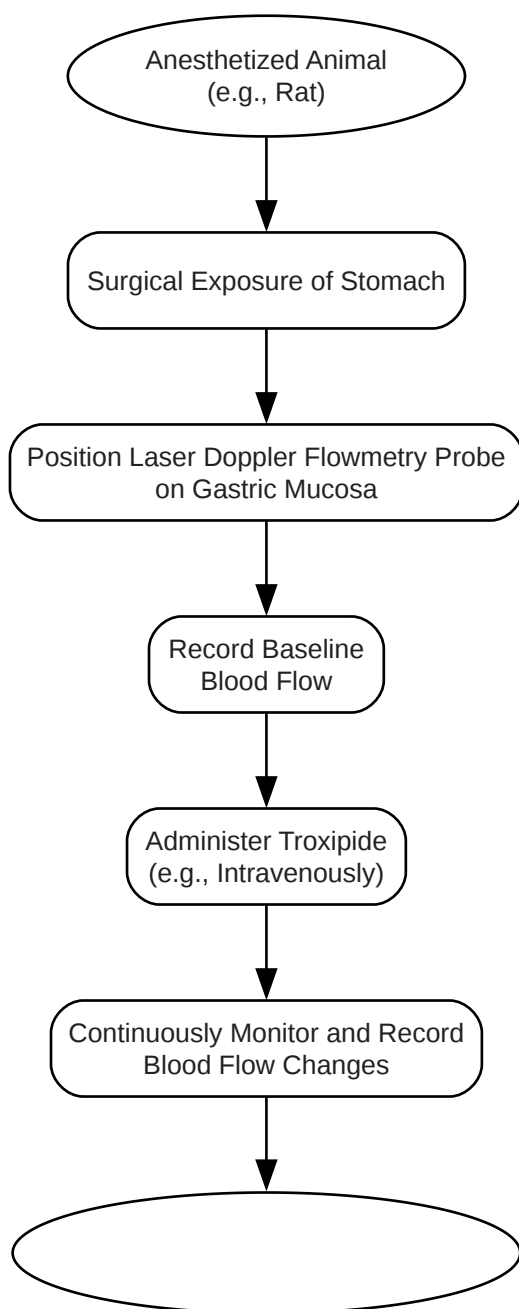 Anesthetized Animal
(e.g., Rat)
Surgical Exposure of Stomach
Position Laser Doppler Flowmetry Probe
on Gastric Mucosa
Record Baseline
Blood Flow
Administer Troxipide
(e.g., Intravenously)
Continuously Monitor and Record
Blood Flow Changes